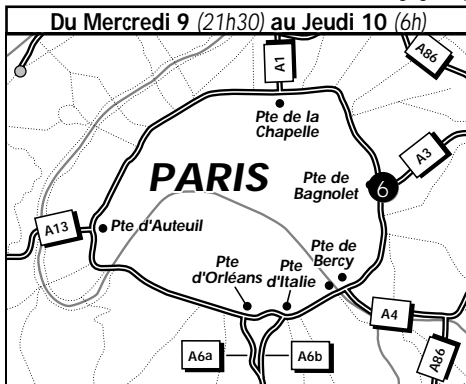 Du Mercredi 9 (21h30) au Jeudi 10 (6h)
A1
A86
Pte de la
Chapelle
A3
PARIS
Pte de
Bagnolet
6
A13
Pte d'Auteuil
Pte
d'Orléans
Pte
d'Italie
Pte de
Bercy
A4
A6a
A6b
A86